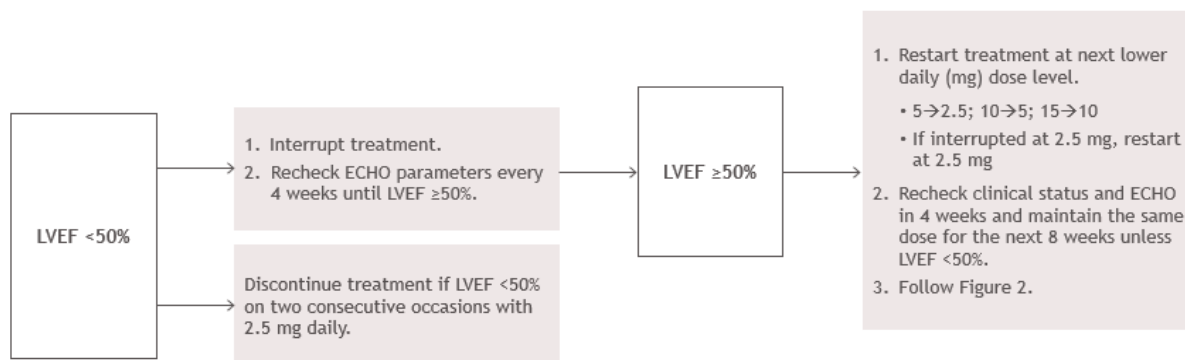 LVEF <50%
1. Interrupt treatment.
2. Recheck ECHO parameters every
4 weeks until LVEF ≥50%.
Discontinue treatment if LVEF <50%
on two consecutive occasions with
2.5 mg daily.
LVEF ≥50%
1. Restart treatment at next lower
daily (mg) dose level.
• 5→2.5; 10→5; 15→10
• If interrupted at 2.5 mg, restart
at 2.5 mg
2. Recheck clinical status and ECHO
in 4 weeks and maintain the same
dose for the next 8 weeks unless
LVEF <50%.
3. Follow Figure 2.